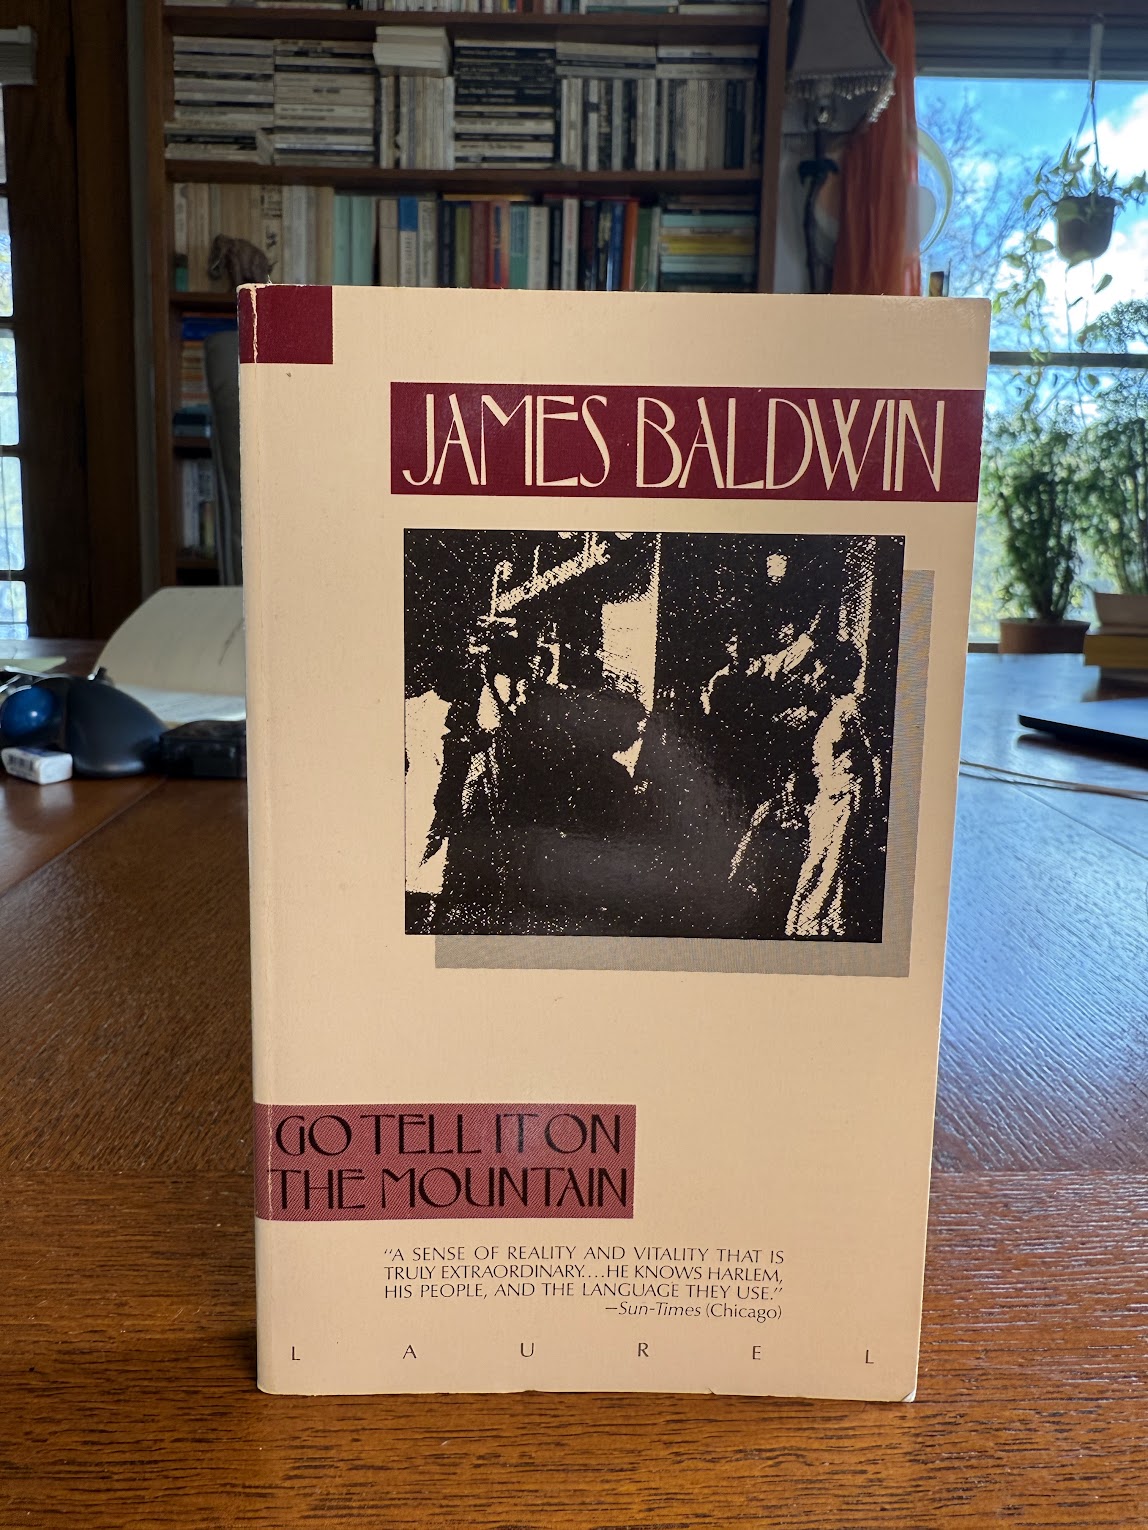 JAMES BALDWIN
GO TELL IT ON
THE MOUNTAIN
“A SENSE OF REALITY AND VITALITY THAT IS
TRULY EXTRAORDINARY....HE KNOWS HARLEM,
HIS PEOPLE, AND THE LANGUAGE THEY USE.”
—Sun-Times (Chicago)
L A U R E L